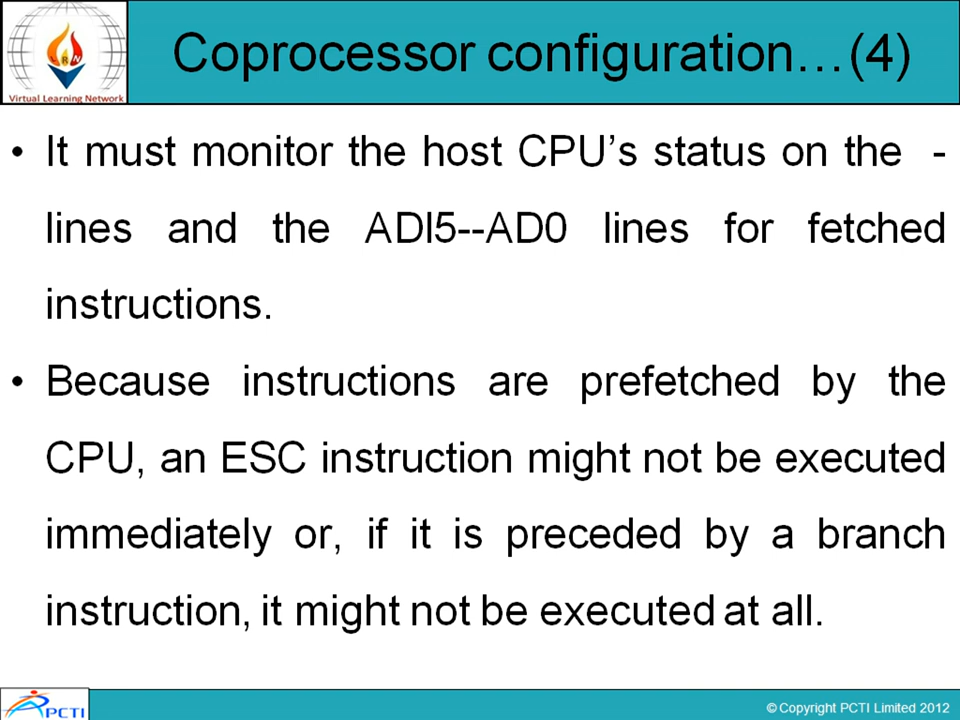 Coprocessor configuration…(4)
Virtual Learning Network
• It must monitor the host CPU's status on the -
lines and the ADl5--AD0 lines for fetched
instructions.
• Because instructions are prefetched by the
CPU, an ESC instruction might not be executed
immediately or, if it is preceded by a branch
instruction, it might not be executed at all.
PCTI
© Copyright PCTI Limited 2012